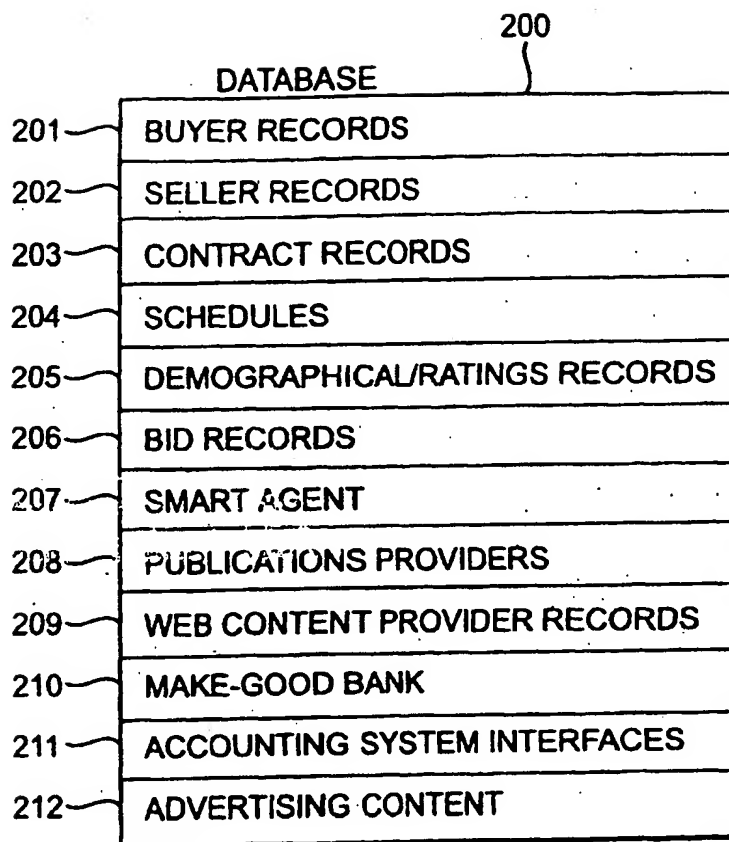 200
DATABASE
201 BUYER RECORDS
202 SELLER RECORDS
203 CONTRACT RECORDS
204 SCHEDULES
205 DEMOGRAPHICAL/RATINGS RECORDS
206 BID RECORDS
207 SMART AGENT
208 PUBLICATIONS PROVIDERS
209 WEB CONTENT PROVIDER RECORDS
210 MAKE-GOOD BANK
211 ACCOUNTING SYSTEM INTERFACES
212 ADVERTISING CONTENT